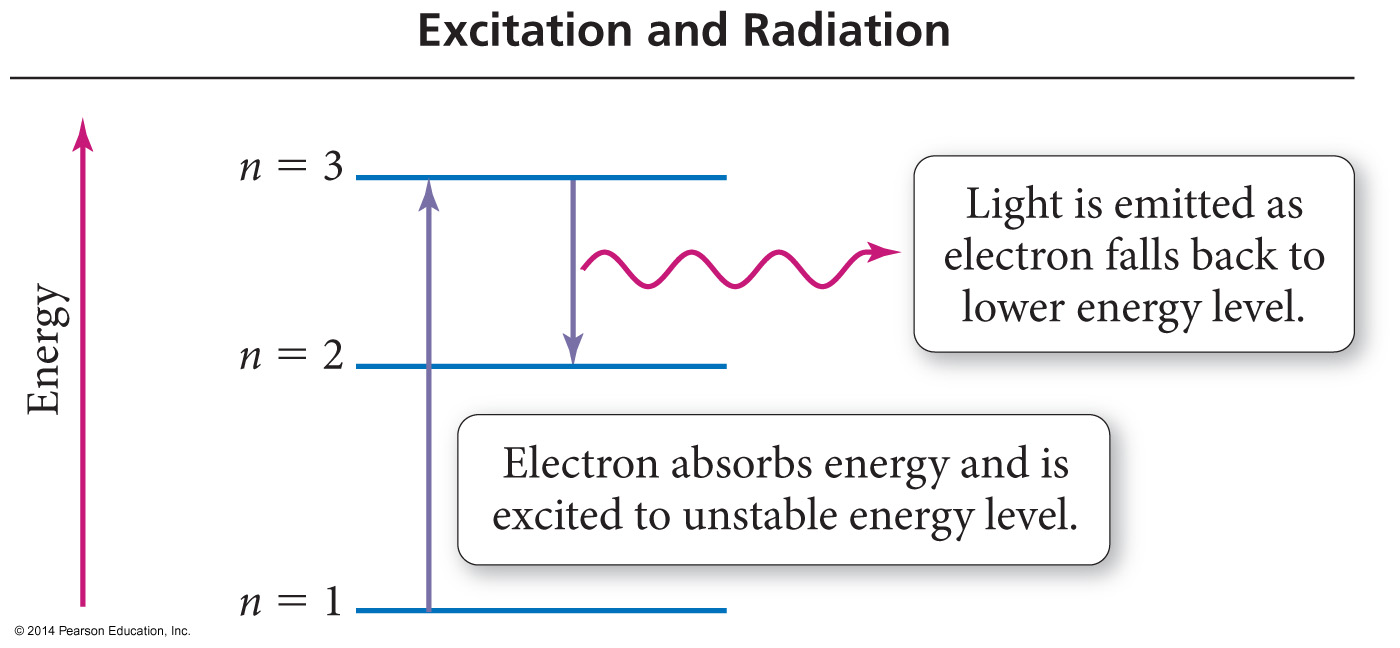 Excitation and Radiation
Energy
n = 3
Light is emitted as
electron falls back to
lower energy level.
n = 2
Electron absorbs energy and is
excited to unstable energy level.
n = 1
© 2014 Pearson Education, Inc.